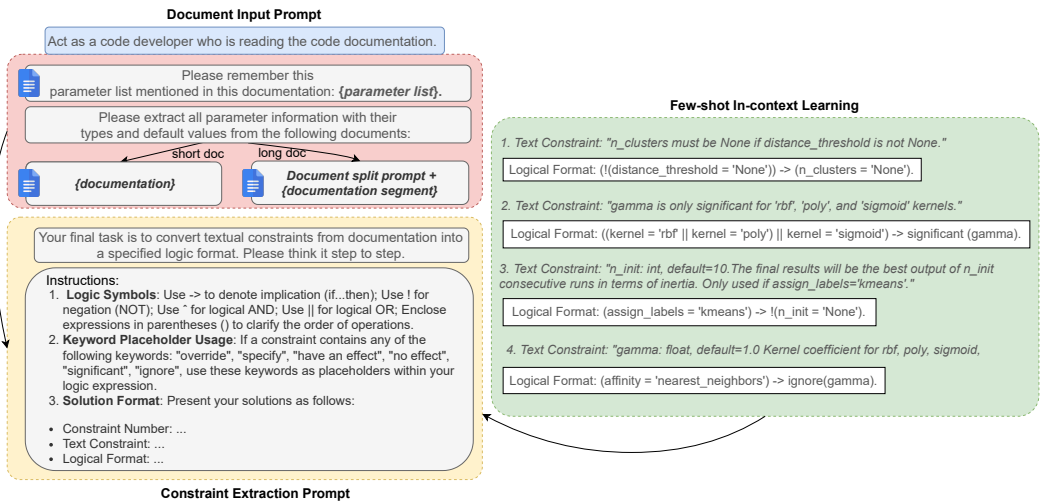 Document Input Prompt
Act as a code developer who is reading the code documentation.
Please remember this
parameter list mentioned in this documentation: {parameter list}.
Please extract all parameter information with their
types and default values from the following documents:
short doc
long doc
{documentation}
Document split prompt +
{documentation segment}
Your final task is to convert textual constraints from documentation into
a specified logic format. Please think it step to step.
Instructions:
1. Logic Symbols: Use -> to denote implication (if...then); Use ! for
negation (NOT); Use ˆ for logical AND; Use || for logical OR; Enclose
expressions in parentheses () to clarify the order of operations.
2. Keyword Placeholder Usage: If a constraint contains any of the
following keywords: "override", "specify", "have an effect", "no effect",
"significant", "ignore", use these keywords as placeholders within your
logic expression.
3. Solution Format: Present your solutions as follows:
• Constraint Number: ...
• Text Constraint: ...
• Logical Format: ...
Constraint Extraction Prompt
Few-shot In-context Learning
1. Text Constraint: "n_clusters must be None if distance_threshold is not None."
Logical Format: (!(distance_threshold = 'None')) -> (n_clusters = 'None').
2. Text Constraint: "gamma is only significant for 'rbf', 'poly', and 'sigmoid' kernels."
Logical Format: ((kernel = 'rbf' || kernel = 'poly') || kernel = 'sigmoid') -> significant (gamma).
3. Text Constraint: "n_init: int, default=10.The final results will be the best output of n_init
consecutive runs in terms of inertia. Only used if assign_labels='kmeans'."
Logical Format: (assign_labels = 'kmeans') -> !(n_init = 'None').
4. Text Constraint: "gamma: float, default=1.0 Kernel coefficient for rbf, poly, sigmoid,
Logical Format: (affinity = 'nearest_neighbors') -> ignore(gamma).